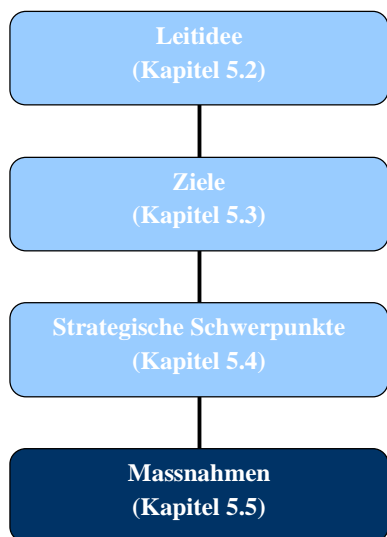 Leitidee
(Kapitel 5.2)
Ziele
(Kapitel 5.3)
Strategische Schwerpunkte
(Kapitel 5.4)
Massnahmen
(Kapitel 5.5)